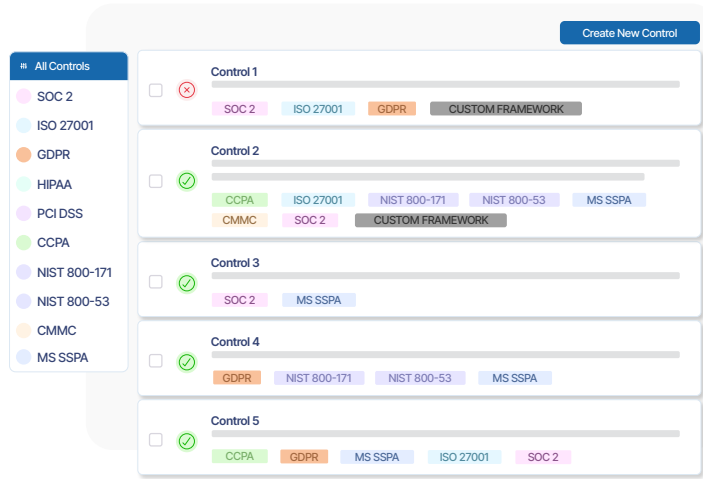 Create New Control
All Controls
SOC 2
ISO 27001
GDPR
HIPAA
PCI DSS
CCPA
NIST 800-171
NIST 800-53
CMMC
MS SSPA
Control 1
SOC 2 ISO 27001 GDPR CUSTOM FRAMEWORK
Control 2
CCPA ISO 27001 NIST 800-171 NIST 800-53 MS SSPA
CMMC SOC 2 CUSTOM FRAMEWORK
Control 3
SOC 2 MS SSPA
Control 4
GDPR NIST 800-171 NIST 800-53 MS SSPA
Control 5
CCPA GDPR MS SSPA ISO 27001 SOC 2